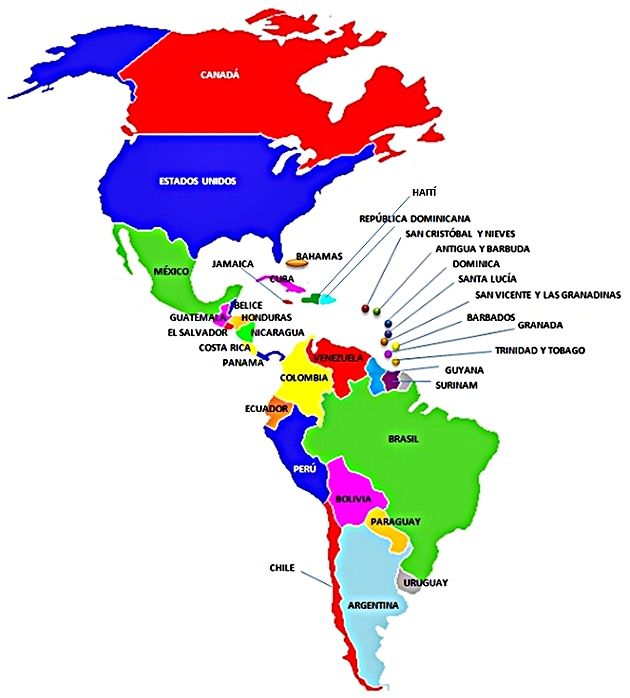 CANADÁ
ESTADOS UNIDOS
HAITÍ
REPÚBLICA DOMINICANA
SAN CRISTÓBAL Y NIEVES
ANTIGUA Y BARBUDA
BAHAMAS
JAMAICA
DOMINICA
MÉXICO
CUBA
SANTA LUCÍA
SAN VICENTE Y LAS GRANADINAS
BELICE
GUATEMALA
HONDURAS
BARBADOS
GRANADA
EL SALVADOR
NICARAGUA
COSTA RICA
TRINIDAD Y TOBAGO
PANAMA
VENEZUELA
GUYANA
COLOMBIA
SURINAM
ECUADOR
BRASIL
PERÚ
BOLIVIA
PARAGUAY
CHILE
URUGUAY
ARGENTINA